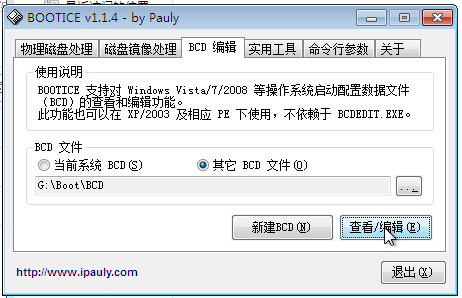 BOOTICE v1.1.4 - by Pauly
物理磁盘处理 磁盘镜像处理 BCD 编辑 实用工具 命令行参数 关于
使用说明
BOOTICE 支持对 Windows Vista/7/2008 等操作系统启动配置数据文件
(BCD)的查看和编辑功能。
此功能也可以在 XP/2003 及相应 PE 下使用，不依赖于 BCDEDIT.EXE。
BCD 文件
当前系统 BCD(S) 其它 BCD 文件(O)
G:\Boot\BCD ...
新建BCD(N) 查看/编辑(E)
http://www.ipauly.com 退出(X)